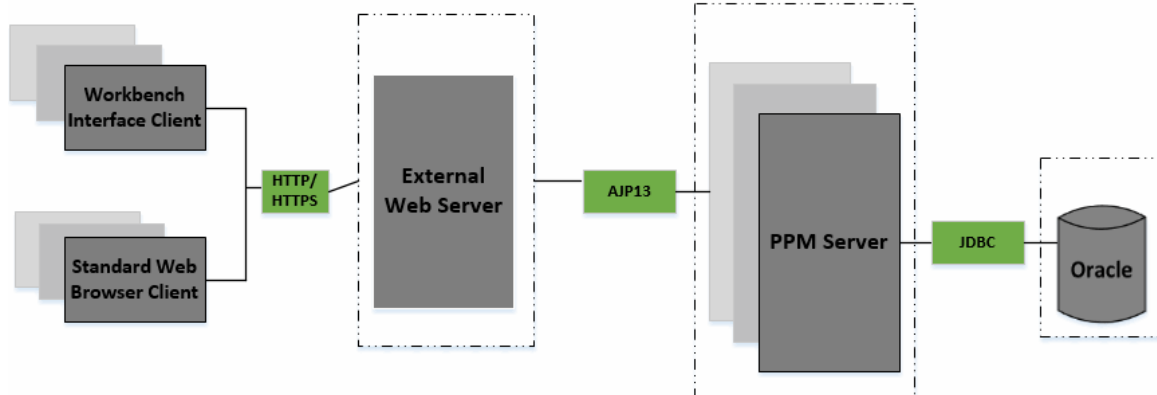 Workbench
Interface Client
Standard Web
Browser Client
HTTP/
HTTPS
External
Web Server
AJP13
PPM Server
JDBC
Oracle